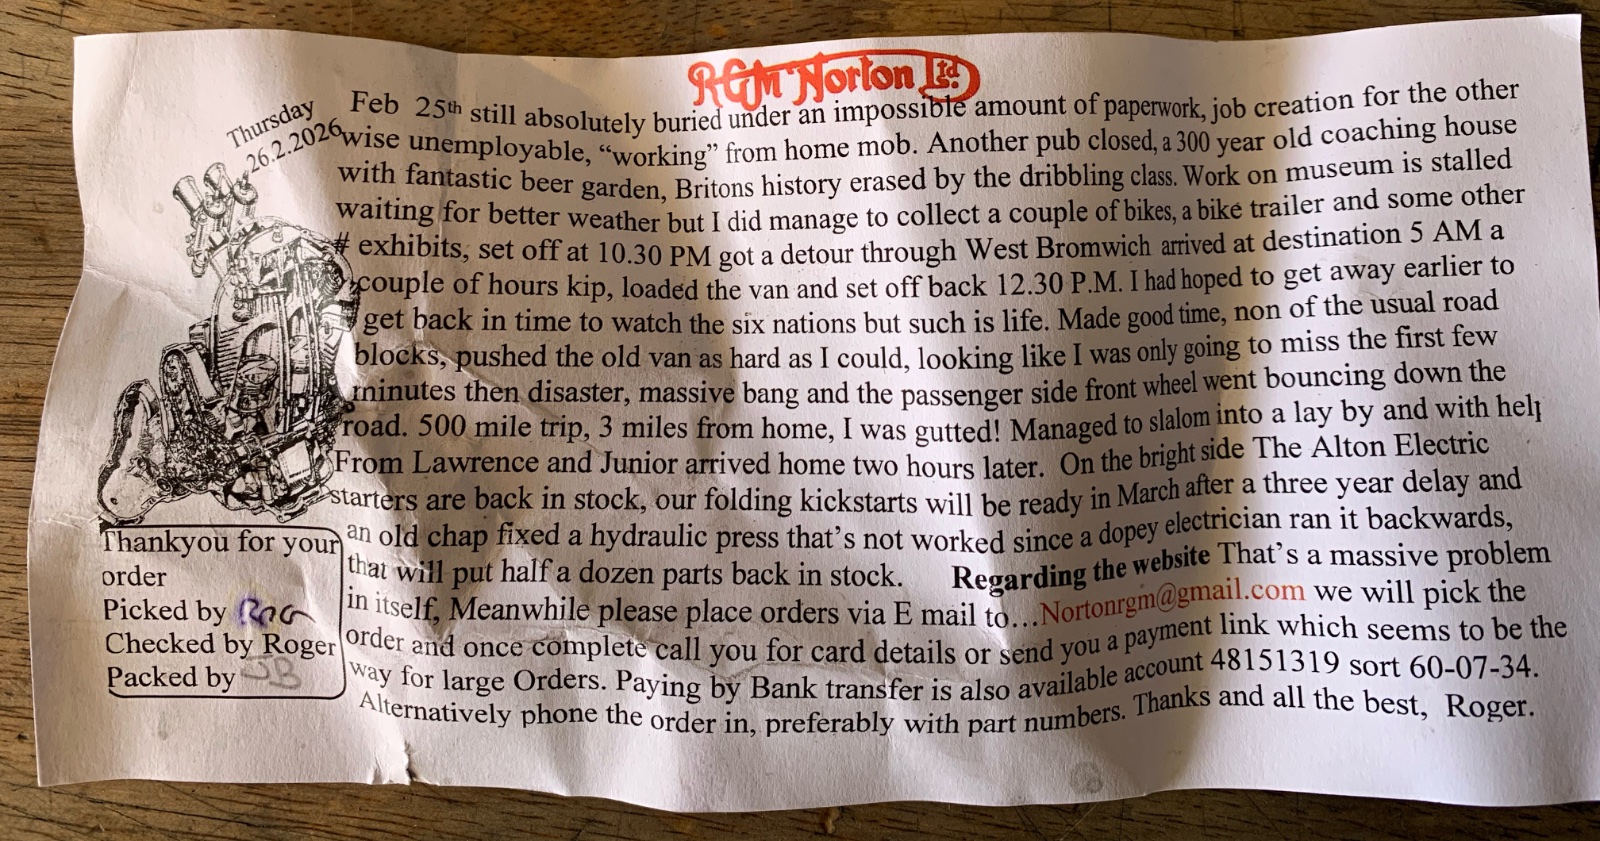 RGM Norton Ltd.
Thursday
26.2.2026
Feb 25th still absolutely buried under an impossible amount of paperwork, job creation for the other
wise unemployable, “working” from home mob. Another pub closed, a 300 year old coaching house
with fantastic beer garden, Britons history erased by the dribbling class. Work on museum is stalled
waiting for better weather but I did manage to collect a couple of bikes, a bike trailer and some other
# exhibits, set off at 10.30 PM got a detour through West Bromwich arrived at destination 5 AM a
couple of hours kip, loaded the van and set off back 12.30 P.M. I had hoped to get away earlier to
get back in time to watch the six nations but such is life. Made good time, non of the usual road
blocks, pushed the old van as hard as I could, looking like I was only going to miss the first few
minutes then disaster, massive bang and the passenger side front wheel went bouncing down the
road. 500 mile trip, 3 miles from home, I was gutted! Managed to slalom into a lay by and with help
From Lawrence and Junior arrived home two hours later. On the bright side The Alton Electric
starters are back in stock, our folding kickstarts will be ready in March after a three year delay and
an old chap fixed a hydraulic press that’s not worked since a dopey electrician ran it backwards,
that will put half a dozen parts back in stock. Regarding the website That’s a massive problem
in itself, Meanwhile please place orders via E mail to…Nortonrgm@gmail.com we will pick the
order and once complete call you for card details or send you a payment link which seems to be the
way for large Orders. Paying by Bank transfer is also available account 48151319 sort 60-07-34.
Alternatively phone the order in, preferably with part numbers. Thanks and all the best, Roger.
Thankyou for your
order
Picked by
Checked by Roger
Packed by JB